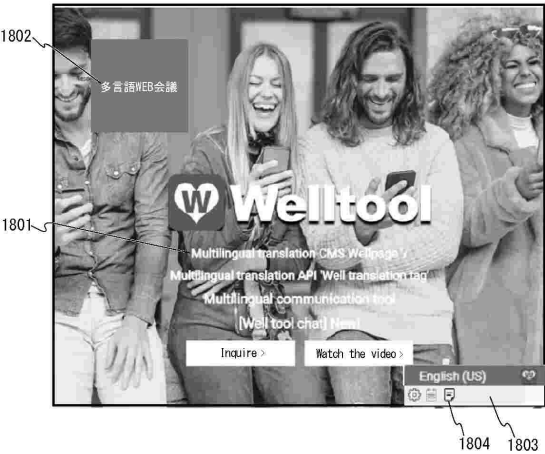 1802
多言語WEB会議
W
Welltool
1801
Multilingual translation CMS Wellpage's
Multilingual translation API 'Well translation tag'
Multilingual communication tool
[Well tool chat] New!
Inquire >
Watch the video >
English (US)
1804
1803